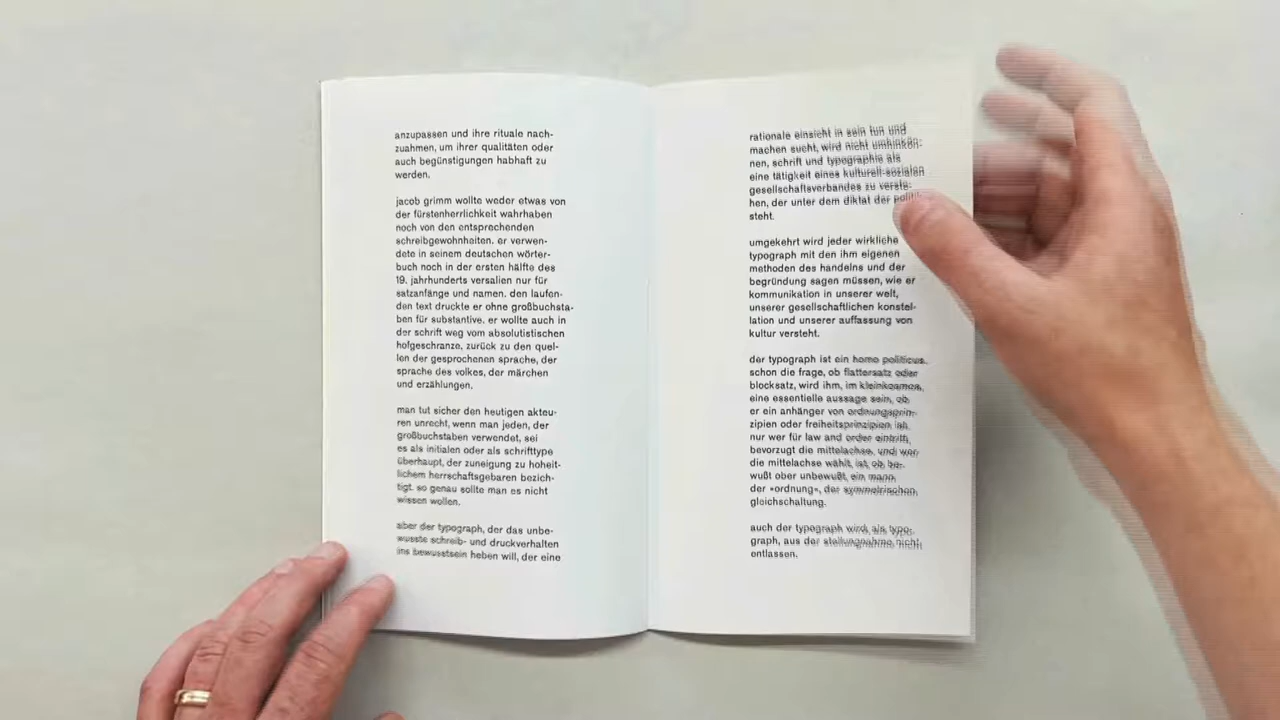 anzupassen und ihre rituale nach-
zuahmen, um ihrer qualitäten oder
auch begünstigungen habhaft zu
werden.
jacob grimm wollte weder etwas von
der fürstenherrlichkeit wahrhaben
noch von den entsprechenden
schreibgewohnheiten. er verwen-
dete in seinem deutschen wörter-
buch noch in der ersten hälfte des
19. jahrhunderts versalien nur für
satzanfänge und namen. den laufen-
den text druckte er ohne großbuchsta-
ben für substantive. er wollte auch in
der schrift weg vom absolutistischen
hofgeschranze, zurück zu den quel-
len der gesprochenen sprache, der
sprache des volkes, der märchen
und erzählungen.
man tut sicher den heutigen akteu-
ren unrecht, wenn man jeden, der
großbuchstaben verwendet, sei
es als initialen oder als schrifttype
überhaupt, der zuneigung zu hoheit-
lichem herrschaftsgebaren bezich-
tigt. so genau sollte man es nicht
wissen wollen.
aber der typograph, der das unbe-
wusste schreib- und druckverhalten
ins bewusstsein heben will, der eine
rationale einsicht in sein tun und
machen sucht, wird nicht umhinkön-
nen, schrift und typographie als
eine tätigkeit eines kulturell-sozialen
gesellschaftsverbandes zu verste-
hen, der unter dem diktat der politik
steht.
umgekehrt wird jeder wirkliche
typograph mit den ihm eigenen
methoden des handelns und der
begründung sagen müssen, wie er
kommunikation in unserer welt,
unserer gesellschaftlichen konstel-
lation und unserer auffassung von
kultur versteht.
der typograph ist ein homo politicus.
schon die frage, ob flattersatz oder
blocksatz, wird ihm, im kleinkosmos,
eine essentielle aussage sein, ob
er ein anhänger von ordnungsprin-
zipien oder freiheitsprinzipien ist.
nur wer für law and order eintritt,
bevorzugt die mittelachse, und wer
die mittelachse wählt, ist, ob be-
wußt ober unbewußt, ein mann
der «ordnung», der symmetrischen
gleichschaltung.
auch der typograph wird als typo-
graph, aus der stellungnahme nicht
entlassen.